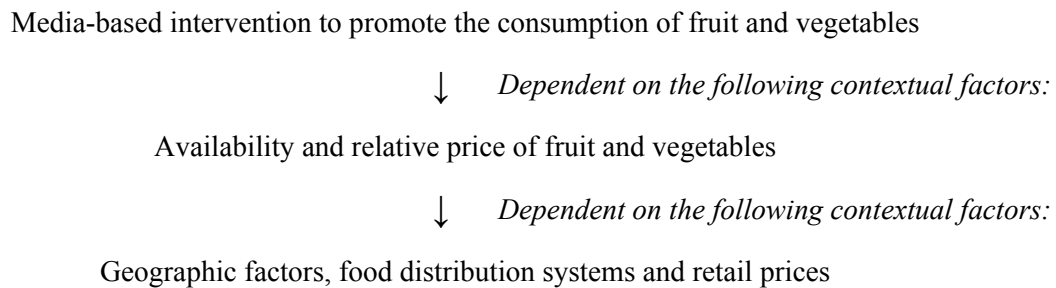 Media-based intervention to promote the consumption of fruit and vegetables
↓ Dependent on the following contextual factors:
Availability and relative price of fruit and vegetables
↓ Dependent on the following contextual factors:
Geographic factors, food distribution systems and retail prices